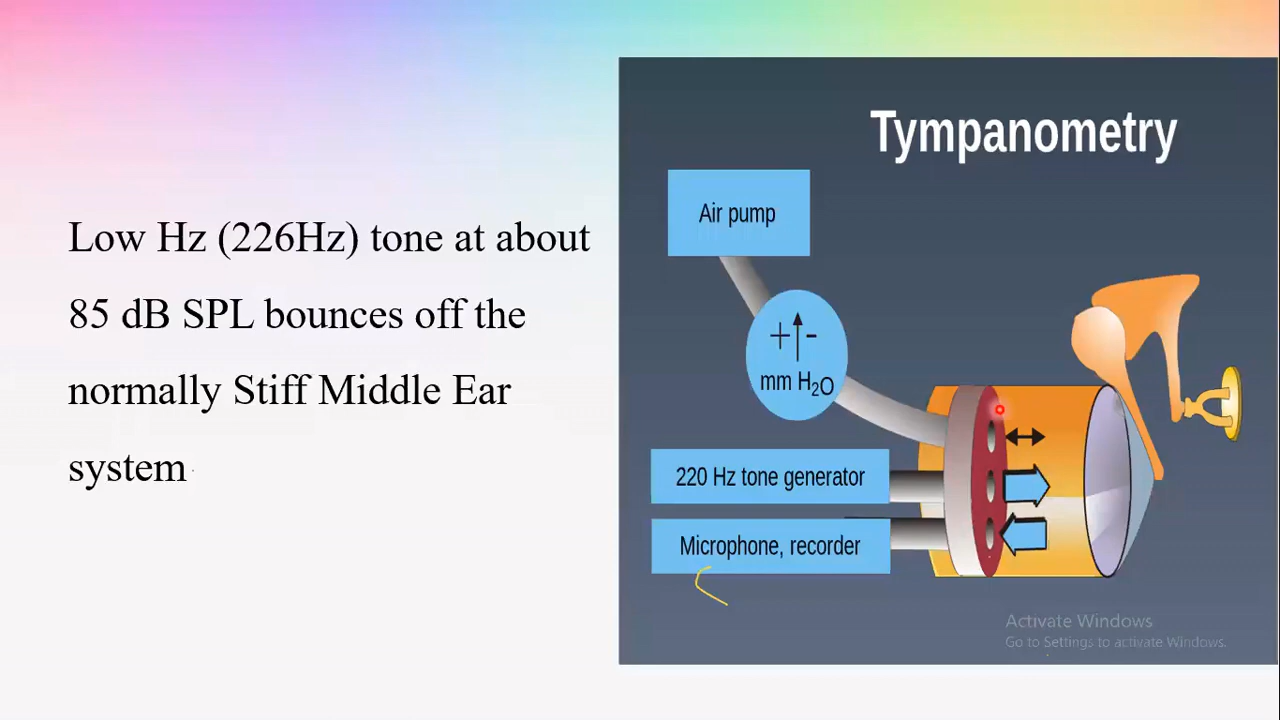 Low Hz (226Hz) tone at about
85 dB SPL bounces off the
normally Stiff Middle Ear
system
Tympanometry
Air pump
+ -
mm H₂O
220 Hz tone generator
Microphone, recorder
Activate Windows
Go to Settings to activate Windows.